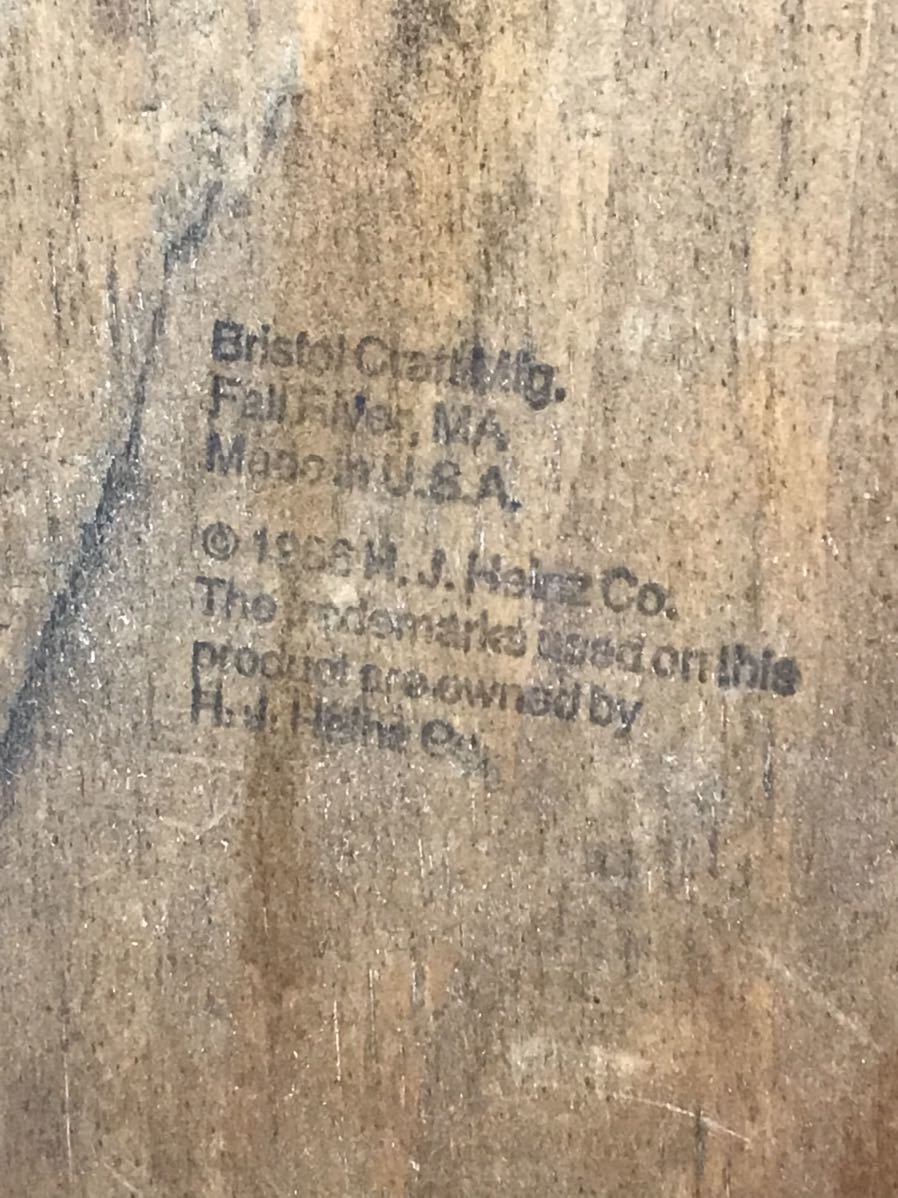 Bristol Craft Mfg.
Fall River, MA
Made in U.S.A.
© H. J. Heinz Co.
The trademarks used on this
product are owned by
H. J. Heinz Co.